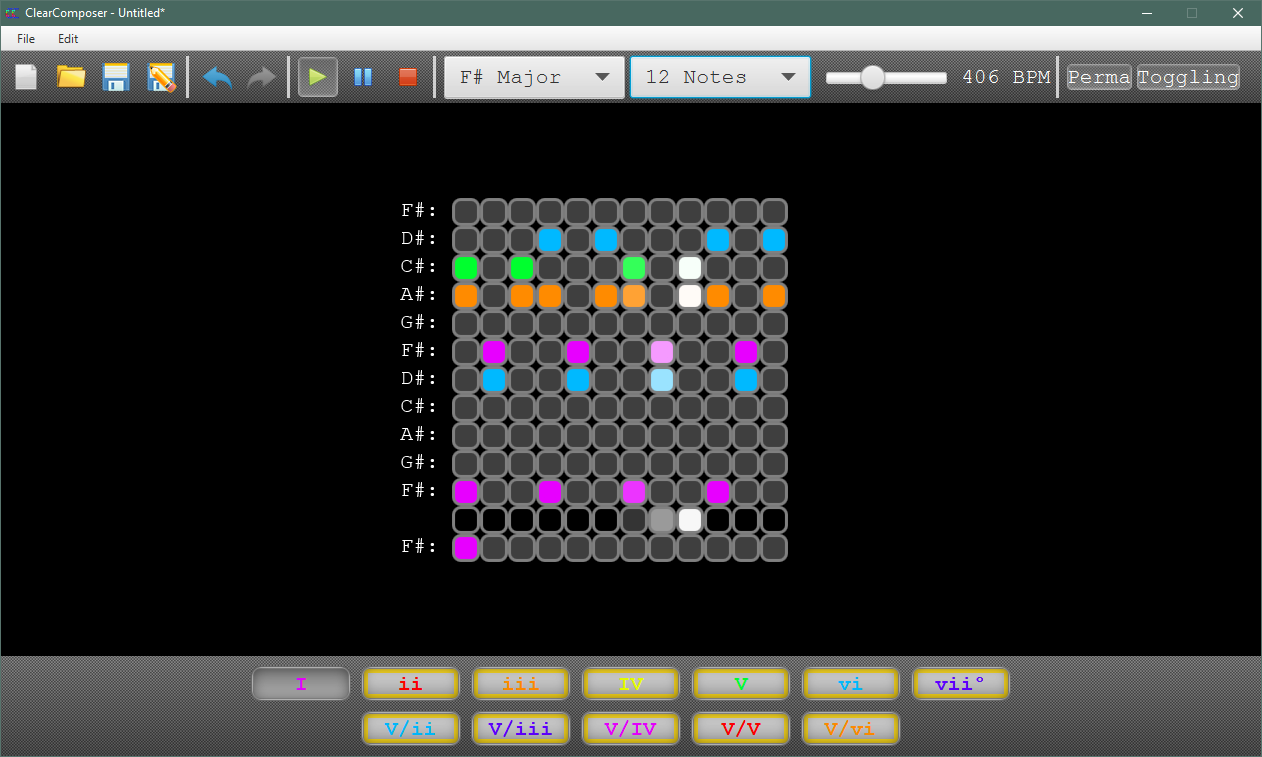 ClearComposer - Untitled*
File Edit
F# Major 12 Notes 406 BPM Perma Toggling
F#:
D#:
C#:
A#:
G#:
F#:
D#:
C#:
A#:
G#:
F#:
F#:
I ii iii IV V vi vii°
V/ii V/iii V/IV V/V V/vi